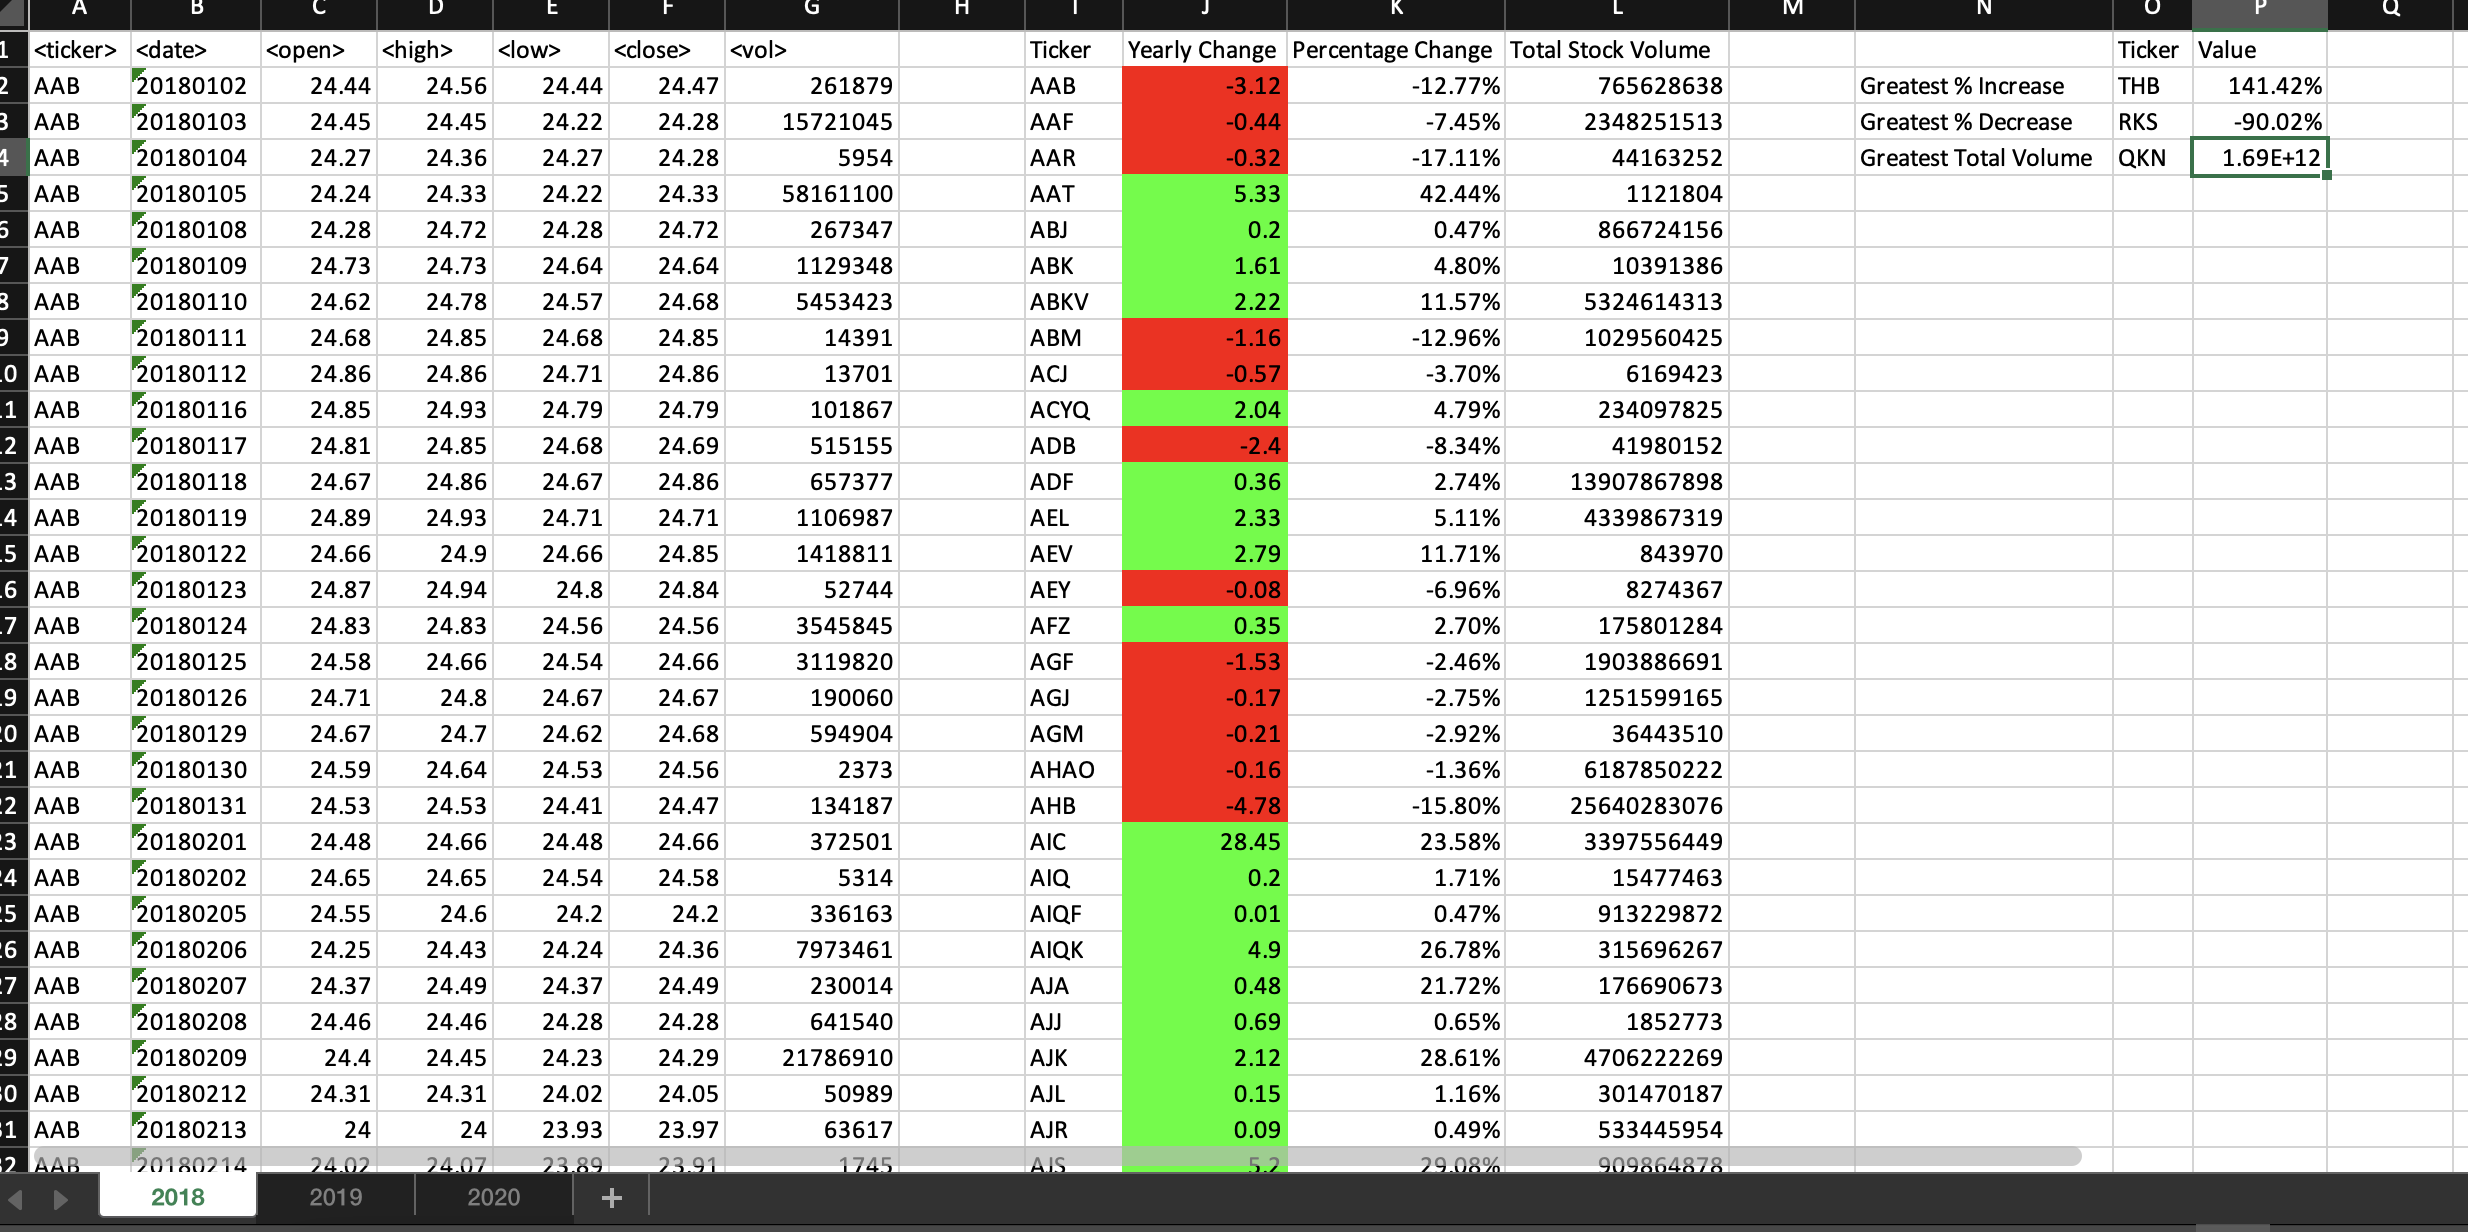 A B C D E F G H I J K L M N O P Q
1 <ticker> <date> <open> <high> <low> <close> <vol> Ticker Yearly Change Percentage Change Total Stock Volume Ticker Value
2 AAB 20180102 24.44 24.56 24.44 24.47 261879 AAB -3.12 -12.77% 765628638 Greatest % Increase THB 141.42%
3 AAB 20180103 24.45 24.45 24.22 24.28 15721045 AAF -0.44 -7.45% 2348251513 Greatest % Decrease RKS -90.02%
4 AAB 20180104 24.27 24.36 24.27 24.28 5954 AAR -0.32 -17.11% 44163252 Greatest Total Volume QKN 1.69E+12
5 AAB 20180105 24.24 24.33 24.22 24.33 58161100 AAT 5.33 42.44% 1121804
6 AAB 20180108 24.28 24.72 24.28 24.72 267347 ABJ 0.2 0.47% 866724156
7 AAB 20180109 24.73 24.73 24.64 24.64 1129348 ABK 1.61 4.80% 10391386
8 AAB 20180110 24.62 24.78 24.57 24.68 5453423 ABKV 2.22 11.57% 5324614313
9 AAB 20180111 24.68 24.85 24.68 24.85 14391 ABM -1.16 -12.96% 1029560425
0 AAB 20180112 24.86 24.86 24.71 24.86 13701 ACJ -0.57 -3.70% 6169423
1 AAB 20180116 24.85 24.93 24.79 24.79 101867 ACYQ 2.04 4.79% 234097825
2 AAB 20180117 24.81 24.85 24.68 24.69 515155 ADB -2.4 -8.34% 41980152
3 AAB 20180118 24.67 24.86 24.67 24.86 657377 ADF 0.36 2.74% 13907867898
4 AAB 20180119 24.89 24.93 24.71 24.71 1106987 AEL 2.33 5.11% 4339867319
5 AAB 20180122 24.66 24.9 24.66 24.85 1418811 AEV 2.79 11.71% 843970
6 AAB 20180123 24.87 24.94 24.8 24.84 52744 AEY -0.08 -6.96% 8274367
7 AAB 20180124 24.83 24.83 24.56 24.56 3545845 AFZ 0.35 2.70% 175801284
8 AAB 20180125 24.58 24.66 24.54 24.66 3119820 AGF -1.53 -2.46% 1903886691
9 AAB 20180126 24.71 24.8 24.67 24.67 190060 AGJ -0.17 -2.75% 1251599165
0 AAB 20180129 24.67 24.7 24.62 24.68 594904 AGM -0.21 -2.92% 36443510
1 AAB 20180130 24.59 24.64 24.53 24.56 2373 AHAO -0.16 -1.36% 6187850222
2 AAB 20180131 24.53 24.53 24.41 24.47 134187 AHB -4.78 -15.80% 25640283076
3 AAB 20180201 24.48 24.66 24.48 24.66 372501 AIC 28.45 23.58% 3397556449
4 AAB 20180202 24.65 24.65 24.54 24.58 5314 AIQ 0.2 1.71% 15477463
5 AAB 20180205 24.55 24.6 24.2 24.2 336163 AIQF 0.01 0.47% 913229872
6 AAB 20180206 24.25 24.43 24.24 24.36 7973461 AIQK 4.9 26.78% 315696267
7 AAB 20180207 24.37 24.49 24.37 24.49 230014 AJA 0.48 21.72% 176690673
8 AAB 20180208 24.46 24.46 24.28 24.28 641540 AJJ 0.69 0.65% 1852773
9 AAB 20180209 24.4 24.45 24.23 24.29 21786910 AJK 2.12 28.61% 4706222269
0 AAB 20180212 24.31 24.31 24.02 24.05 50989 AJL 0.15 1.16% 301470187
1 AAB 20180213 24 24 23.93 23.97 63617 AJR 0.09 0.49% 533445954
2 AAB 20180214 24.02 24.07 23.89 23.91 1745 AJS 5.2 29.08% 909864878
2018 2019 2020 +